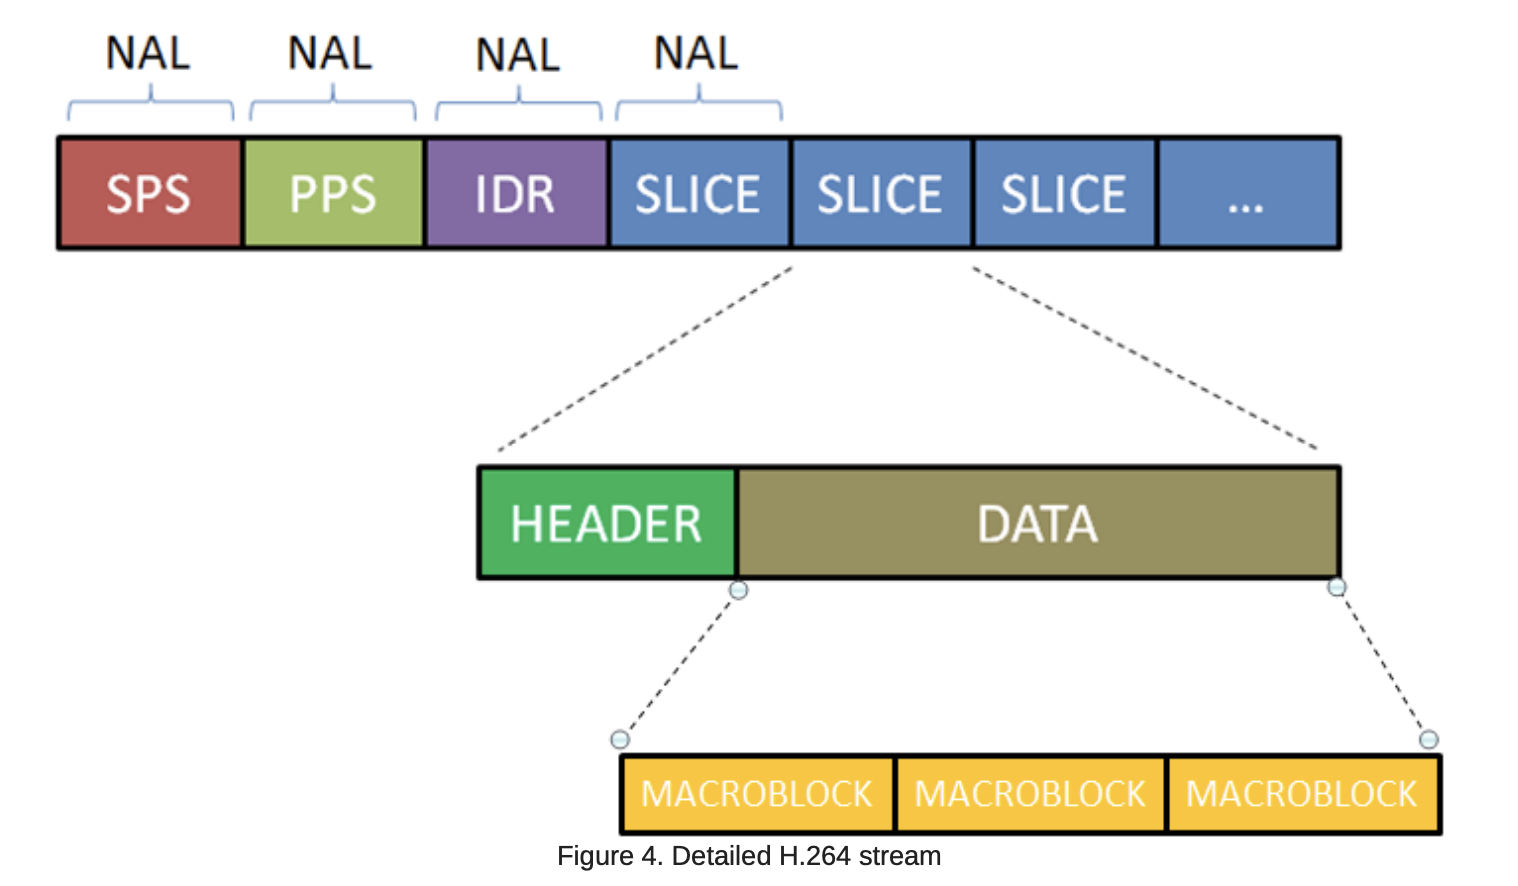 NAL NAL NAL NAL
SPS PPS IDR SLICE SLICE SLICE ...
HEADER DATA
MACROBLOCK MACROBLOCK MACROBLOCK
Figure 4. Detailed H.264 stream